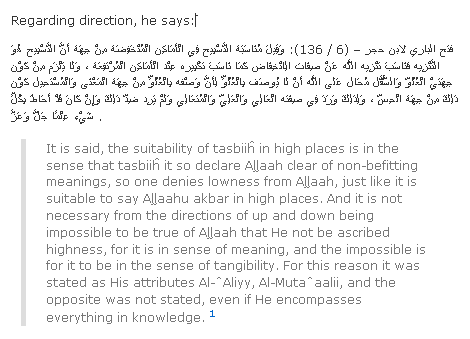 Regarding direction, he says:
فتح الباري لابن حجر – (6 / 136): وَقِيلَ مُنَاسَبَة التَّسْبِيح فِي الْأَمَاكِن الْمُنْخَفِضَة مِنْ جِهَة أَنَّ التَّسْبِيح هُوَ
التَّنْزِيه فَنَاسَبَ تَنْزِيه اللَّه عَنْ صِفَات الِانْخِفَاض كَمَا نَاسَبَ تَكْبِيره عِنْد الْأَمَاكِن الْمُرْتَفِعَة ، وَلَا يَلْزَم مِنْ كَوْن
جِهَتَيْ الْعُلُوّ وَالسُّفْل مُحَال عَلَى اللَّه أَنْ لَا يُوصَف بِالْعُلُوِّ لِأَنَّ وَصْفه بِالْعُلُوِّ مِنْ جِهَة الْمَعْنَى وَالْمُسْتَحِيل كَوْن
ذَلِكَ مِنْ جِهَة الْحِسّ ، وَلِذَلِكَ وَرَدَ فِي صِفَته الْعَالِي وَالْعَلِيّ وَالْمُتَعَالِي وَلَمْ يَرِد ضِدّ ذَلِكَ وَإِنْ كَانَ قَدْ أَحَاطَ بِكُلِّ
شَيْء عِلْمًا جَلَّ وَعَزَّ .
It is said, the suitability of tasbiiĥ in high places is in the
sense that tasbiiĥ it so declare Aļļaah clear of non-befitting
meanings, so one denies lowness from Aļļaah, just like it is
suitable to say Aļļaahu akbar in high places. And it is not
necessary from the directions of up and down being
impossible to be true of Aļļaah that He not be ascribed
highness, for it is in sense of meaning, and the impossible is
for it to be in the sense of tangibility. For this reason it was
stated as His attributes Al-^Aliyy, Al-Muta^aalii, and the
opposite was not stated, even if He encompasses
everything in knowledge. 1